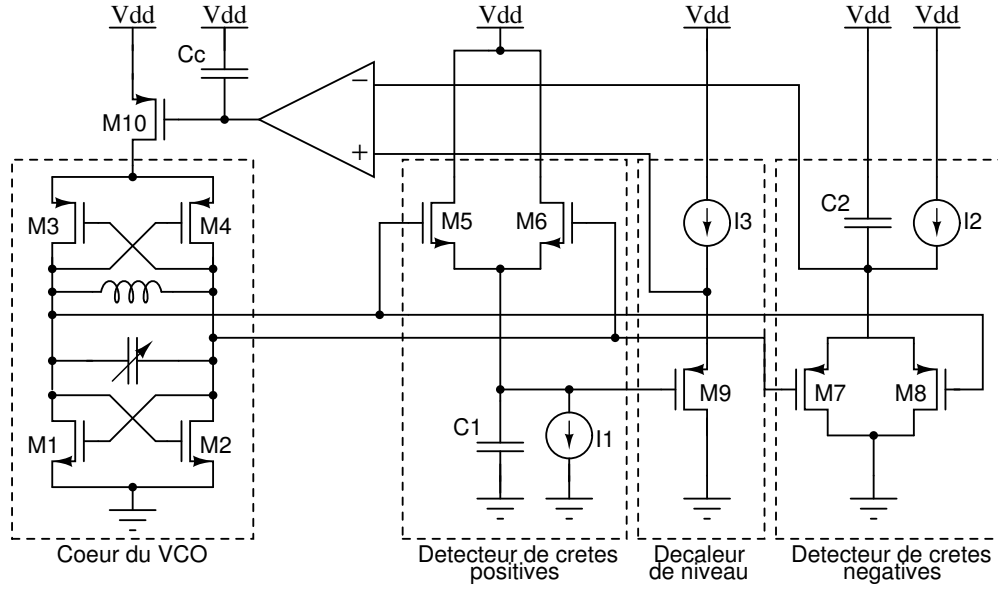 Vdd Vdd Vdd Vdd Vdd Vdd
Cc
M10
−
+
M3 M4 M5 M6 I3 C2 I2
M9 M7 M8
M1 M2 C1 I1
Coeur du VCO
Detecteur de cretes
positives
Decaleur
de niveau
Detecteur de cretes
negatives